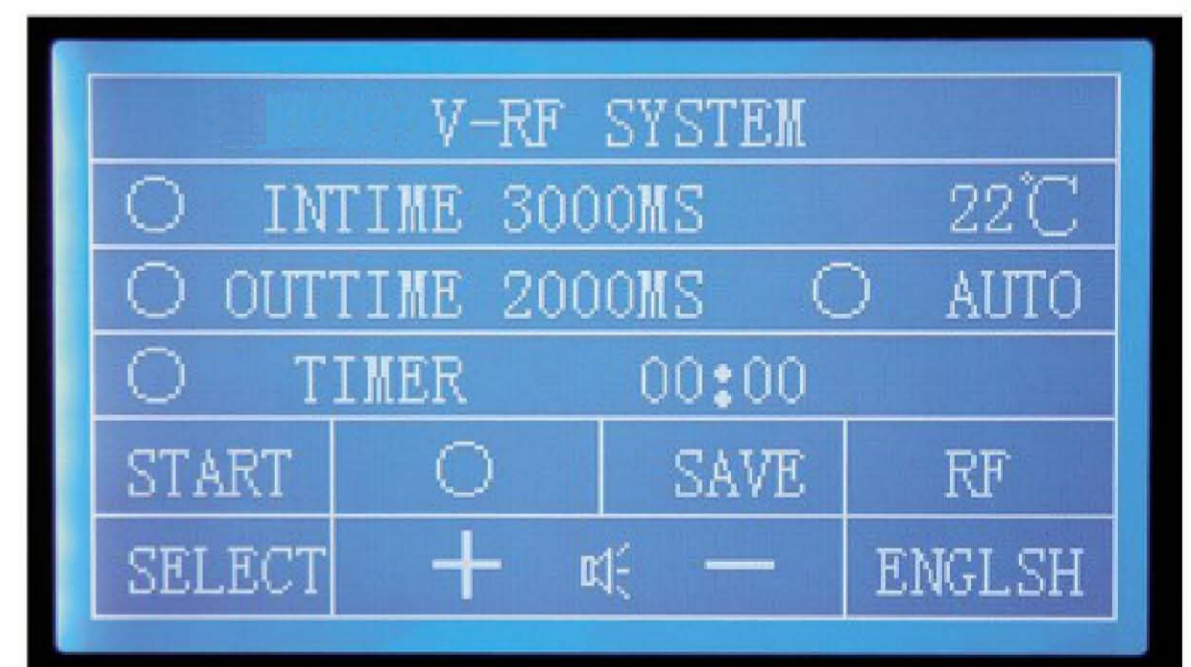 V-RF SYSTEM
INTIME 3000MS 22℃
OUTTIME 2000MS AUTO
TIMER 00:00
START SAVE RF
SELECT + - ENGLSH